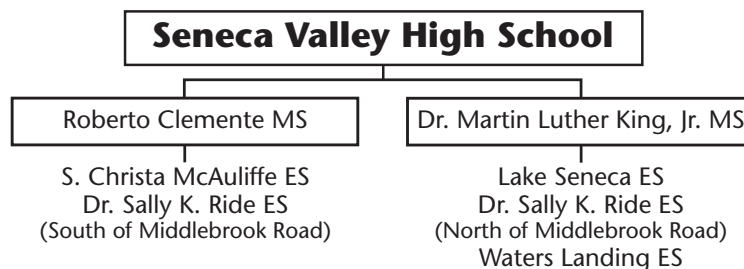 Seneca Valley High School
Roberto Clemente MS
S. Christa McAuliffe ES
Dr. Sally K. Ride ES
(South of Middlebrook Road)
Dr. Martin Luther King, Jr. MS
Lake Seneca ES
Dr. Sally K. Ride ES
(North of Middlebrook Road)
Waters Landing ES